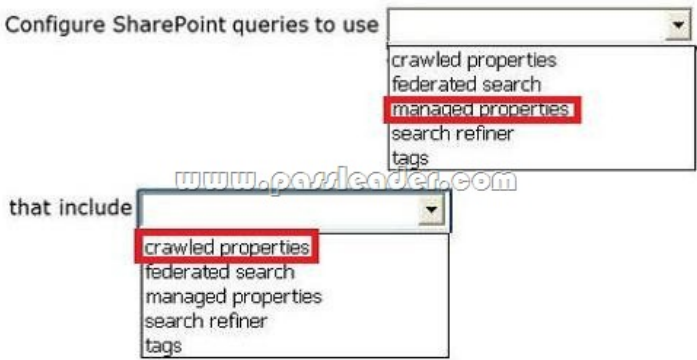 Configure SharePoint queries to use
crawled properties
federated search
managed properties
search refiner
tags
www.passleader.com
that include
crawled properties
federated search
managed properties
search refiner
tags